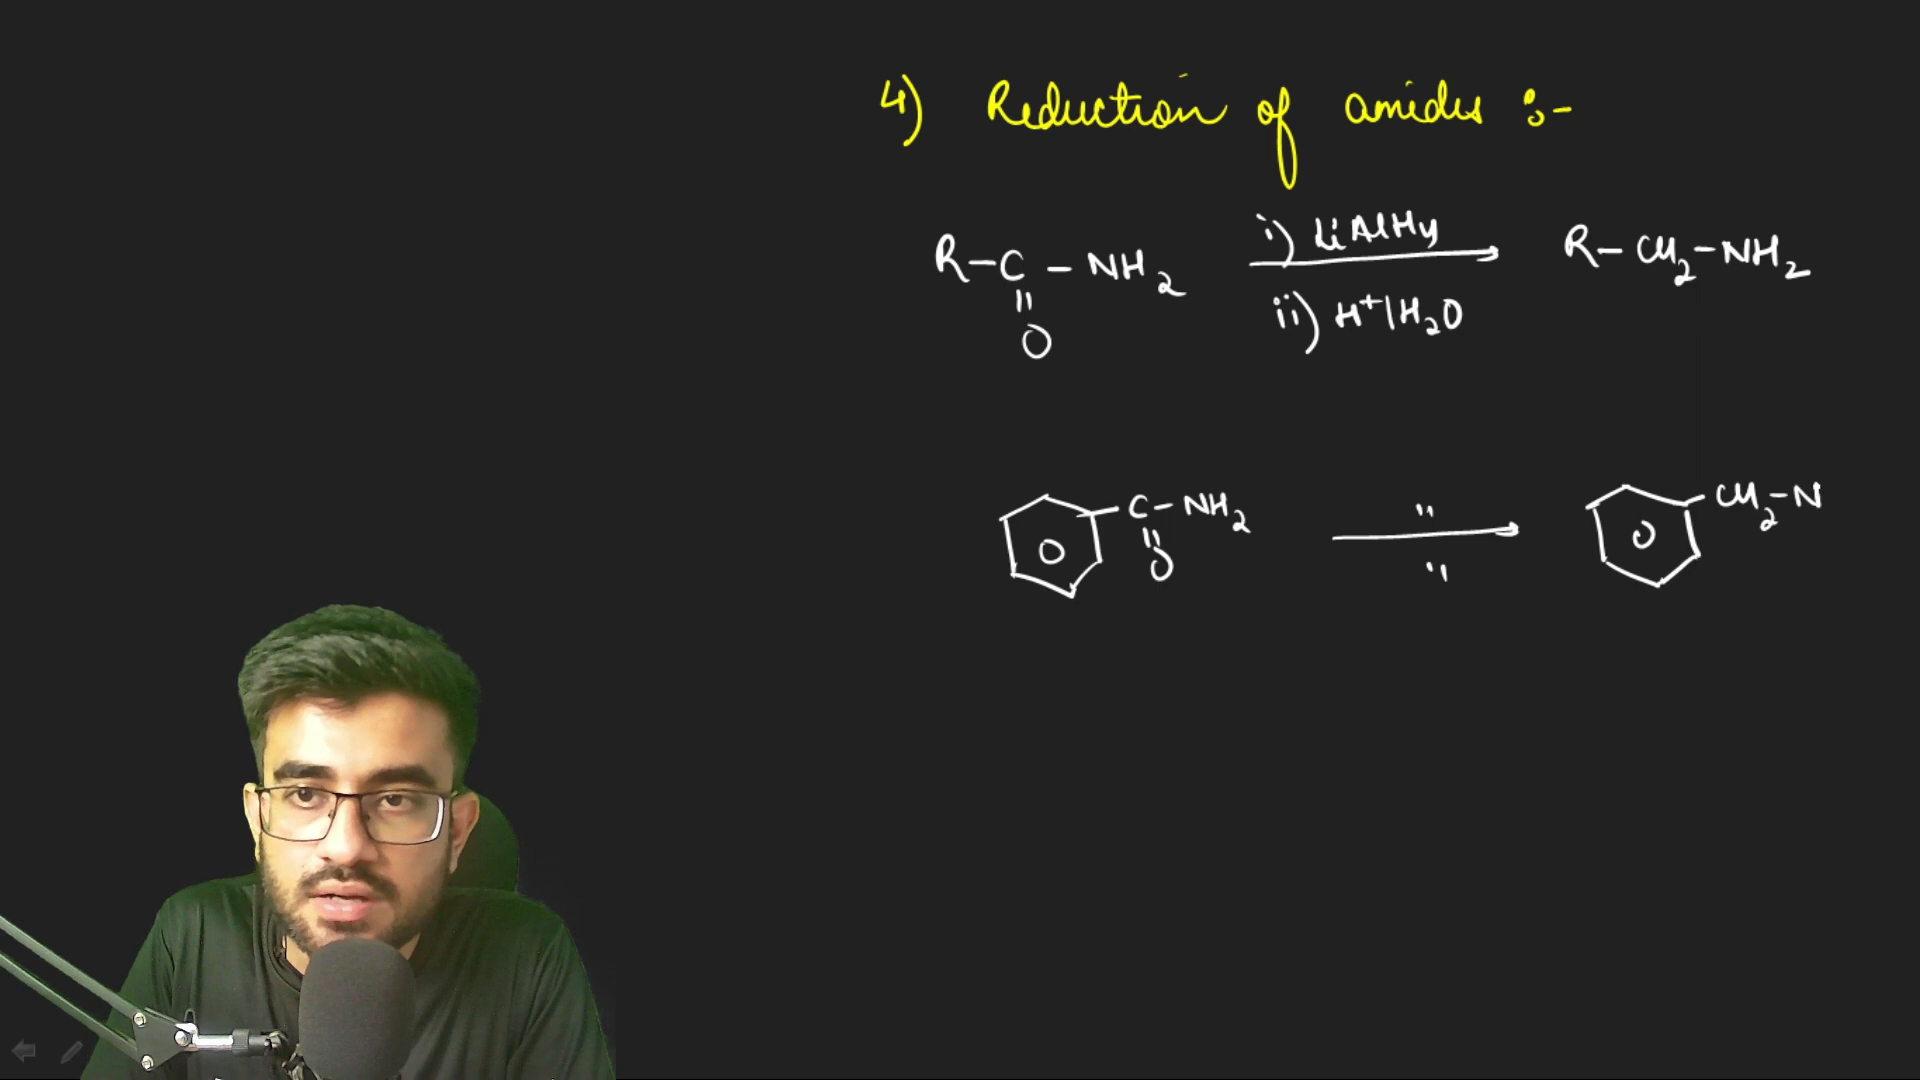 4) Reduction of amides :-
R-C-NH2 i) LiAlH4 R-CH2-NH2
|| ii) H+/H2O
O
C-NH2 " CH2-N
O || " O
O